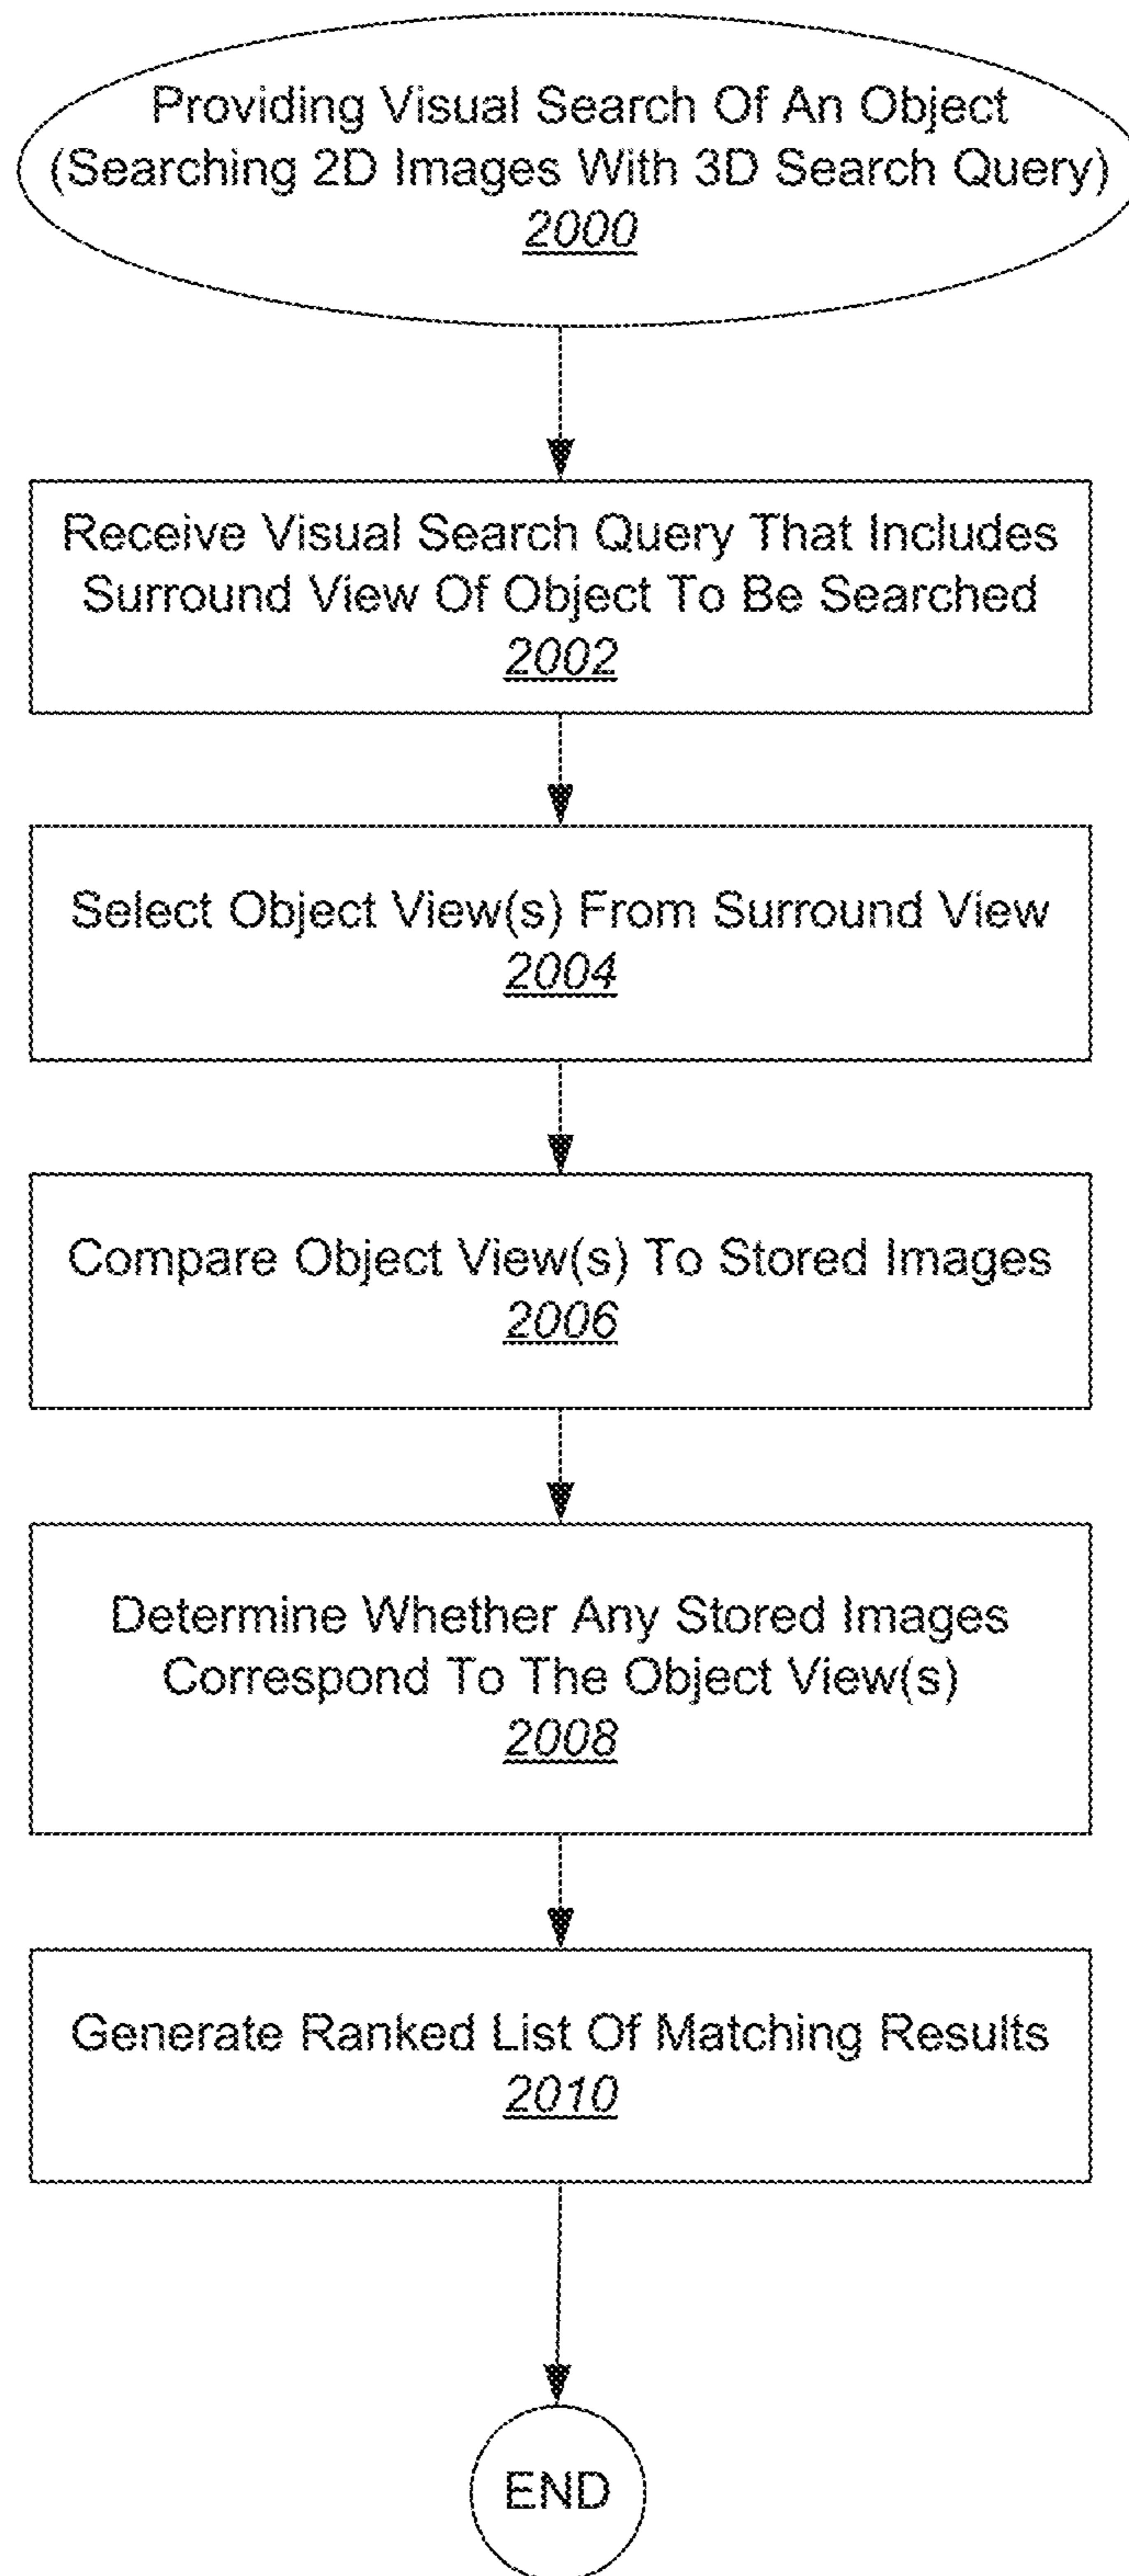 Providing Visual Search Of An Object
(Searching 2D Images With 3D Search Query)
2000
Receive Visual Search Query That Includes
Surround View Of Object To Be Searched
2002
Select Object View(s) From Surround View
2004
Compare Object View(s) To Stored Images
2006
Determine Whether Any Stored Images
Correspond To The Object View(s)
2008
Generate Ranked List Of Matching Results
2010
END